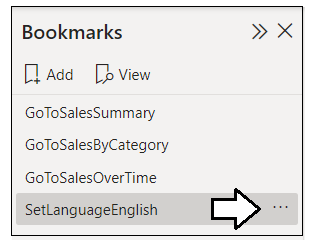 Bookmarks
Add View
GoToSalesSummary
GoToSalesByCategory
GoToSalesOverTime
SetLanguageEnglish ...